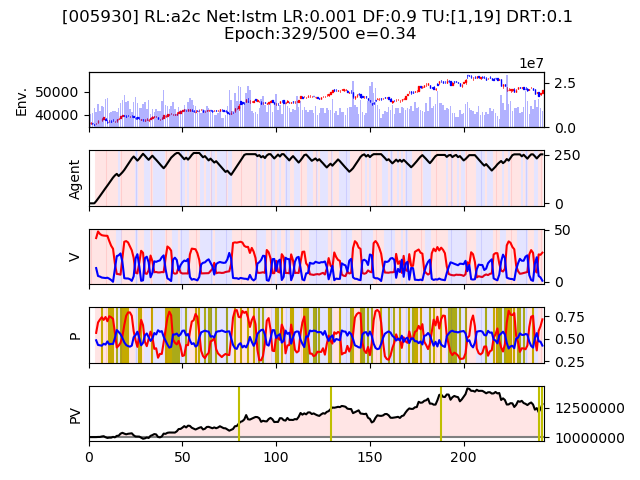 [005930] RL:a2c Net:lstm LR:0.001 DF:0.9 TU:[1,19] DRT:0.1
Epoch:329/500 e=0.34
1e7
Env.
50000
40000
2.5
0.0
Agent
250
0
V
50
0
P
0.75
0.50
0.25
PV
12500000
10000000
0
50
100
150
200